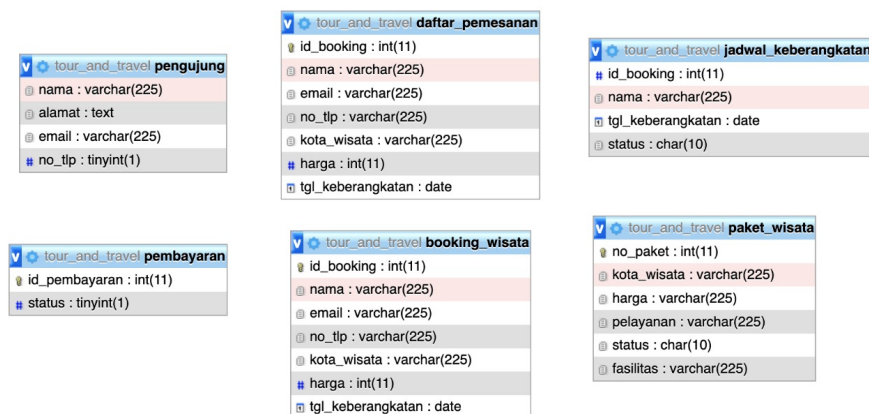 tour_and_travel pengujung
nama : varchar(225)
alamat : text
email : varchar(225)
no_tlp : tinyint(1)
tour_and_travel daftar_pemesanan
id_booking : int(11)
nama : varchar(225)
email : varchar(225)
no_tlp : varchar(225)
kota_wisata : varchar(225)
harga : int(11)
tgl_keberangkatan : date
tour_and_travel jadwal_keberangkatan
id_booking : int(11)
nama : varchar(225)
tgl_keberangkatan : date
status : char(10)
tour_and_travel pembayaran
id_pembayaran : int(11)
status : tinyint(1)
tour_and_travel booking_wisata
id_booking : int(11)
nama : varchar(225)
email : varchar(225)
no_tlp : varchar(225)
kota_wisata : varchar(225)
harga : int(11)
tgl_keberangkatan : date
tour_and_travel paket_wisata
no_paket : int(11)
kota_wisata : varchar(225)
harga : varchar(225)
pelayanan : varchar(225)
status : char(10)
fasilitas : varchar(225)